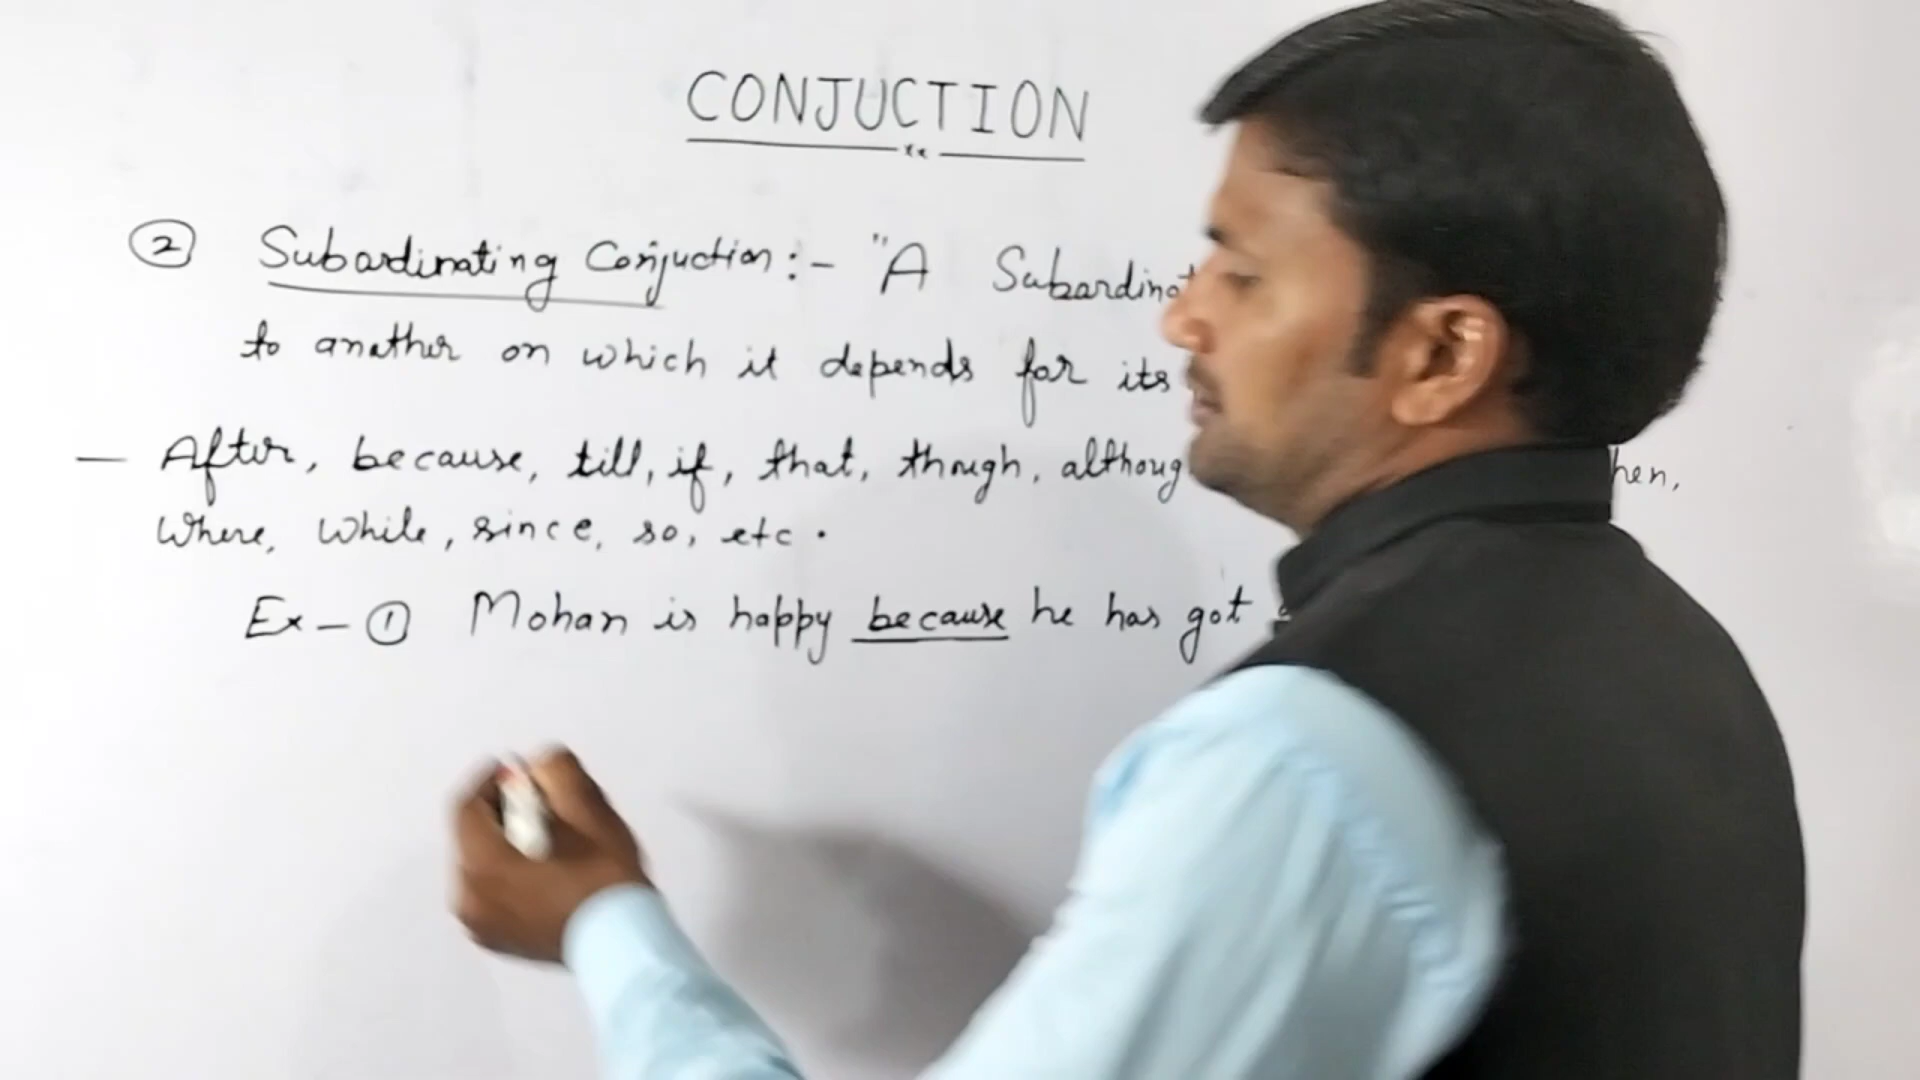 CONJUCTION
② Subordinating Conjuction :- "A Subordinat
to another on which it depends for its
— After, because, till, if, that, though, althoug hen,
Where, While, since, so, etc.
Ex - ① Mohan is happy because he has got